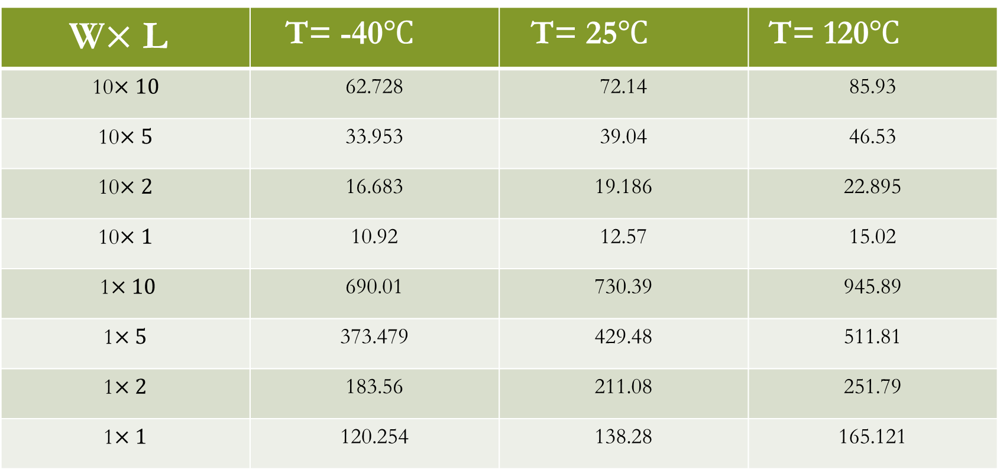 W× L T= -40°C T= 25°C T= 120°C
10× 10 62.728 72.14 85.93
10× 5 33.953 39.04 46.53
10× 2 16.683 19.186 22.895
10× 1 10.92 12.57 15.02
1× 10 690.01 730.39 945.89
1× 5 373.479 429.48 511.81
1× 2 183.56 211.08 251.79
1× 1 120.254 138.28 165.121